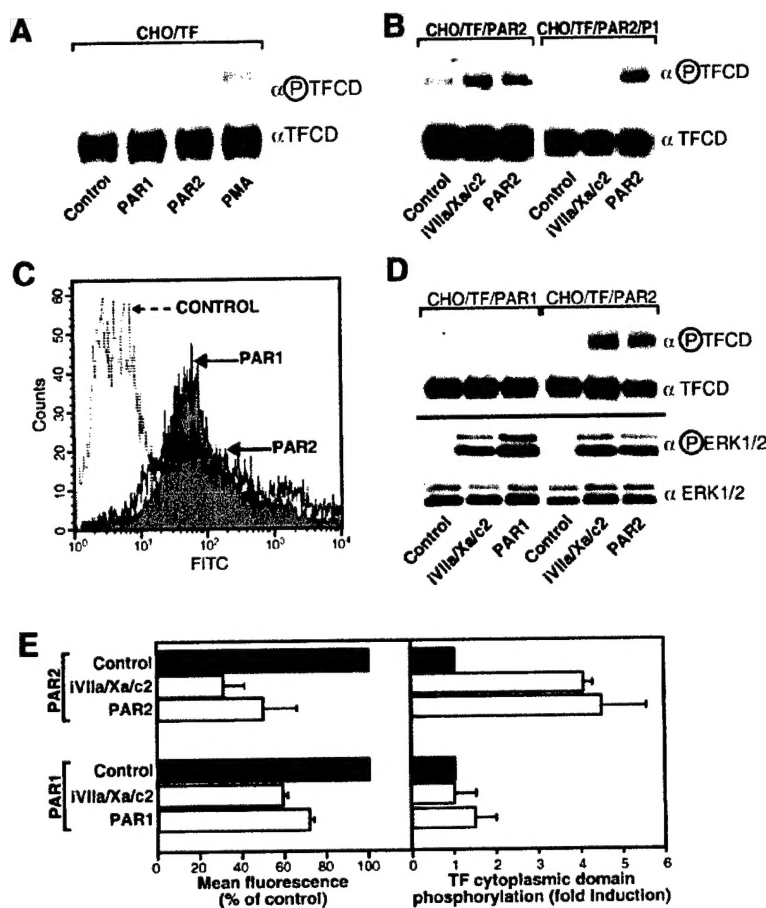 A
CHO/TF
αⓅTFCD
αTFCD
Control
PAR1
PAR2
PMA
B
CHO/TF/PAR2
CHO/TF/PAR2/P1
α ⓅTFCD
α TFCD
Control
iVIIa/Xa/c2
PAR2
Control
iVIIa/Xa/c2
PAR2
C
CONTROL
PAR1
PAR2
Counts
60
50
40
30
20
10
0
10⁰
10¹
10²
10³
10⁴
FITC
D
CHO/TF/PAR1
CHO/TF/PAR2
α ⓅTFCD
α TFCD
α ⓅERK1/2
α ERK1/2
Control
iVIIa/Xa/c2
PAR1
Control
iVIIa/Xa/c2
PAR2
E
PAR2
Control
iVIIa/Xa/c2
PAR2
PAR1
Control
iVIIa/Xa/c2
PAR1
0 20 40 60 80 100
Mean fluorescence
(% of control)
0 1 2 3 4 5 6
TF cytoplasmic domain
phosphorylation (fold Induction)